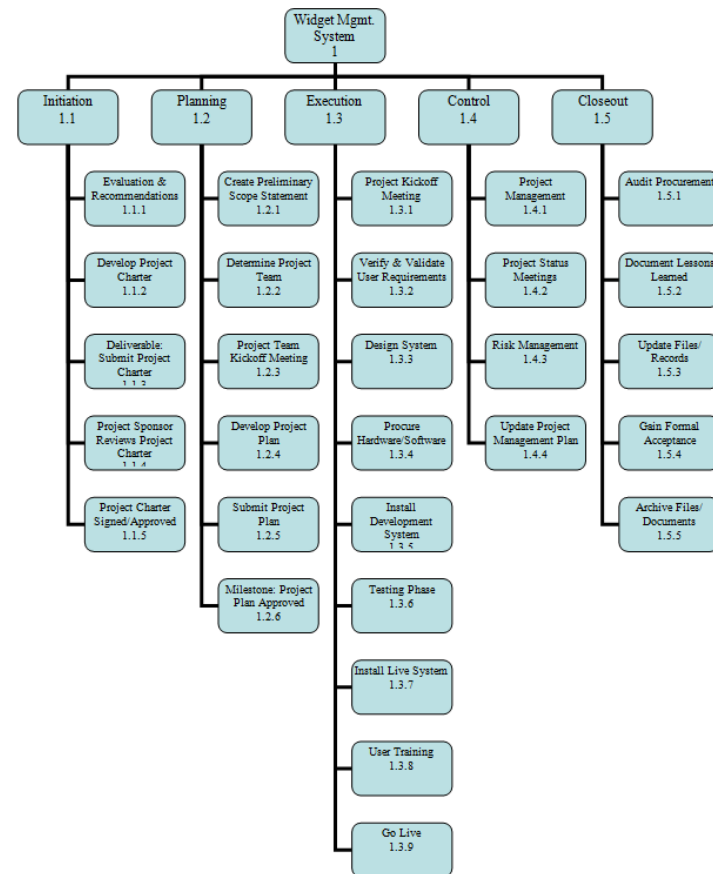 Widget Mgmt.
System
1
Initiation
1.1
Planning
1.2
Execution
1.3
Control
1.4
Closeout
1.5
Evaluation &
Recommendations
1.1.1
Develop Project
Charter
1.1.2
Deliverable:
Submit Project
Charter
1.1.3
Project Sponsor
Reviews Project
Charter
1.1.4
Project Charter
Signed/Approved
1.1.5
Create Preliminary
Scope Statement
1.2.1
Determine Project
Team
1.2.2
Project Team
Kickoff Meeting
1.2.3
Develop Project
Plan
1.2.4
Submit Project
Plan
1.2.5
Milestone: Project
Plan Approved
1.2.6
Project Kickoff
Meeting
1.3.1
Verify & Validate
User Requirements
1.3.2
Design System
1.3.3
Procure
Hardware/Software
1.3.4
Install
Development
System
1.3.5
Testing Phase
1.3.6
Install Live System
1.3.7
User Training
1.3.8
Go Live
1.3.9
Project
Management
1.4.1
Project Status
Meetings
1.4.2
Risk Management
1.4.3
Update Project
Management Plan
1.4.4
Audit Procurement
1.5.1
Document Lessons
Learned
1.5.2
Update Files/
Records
1.5.3
Gain Formal
Acceptance
1.5.4
Archive Files/
Documents
1.5.5